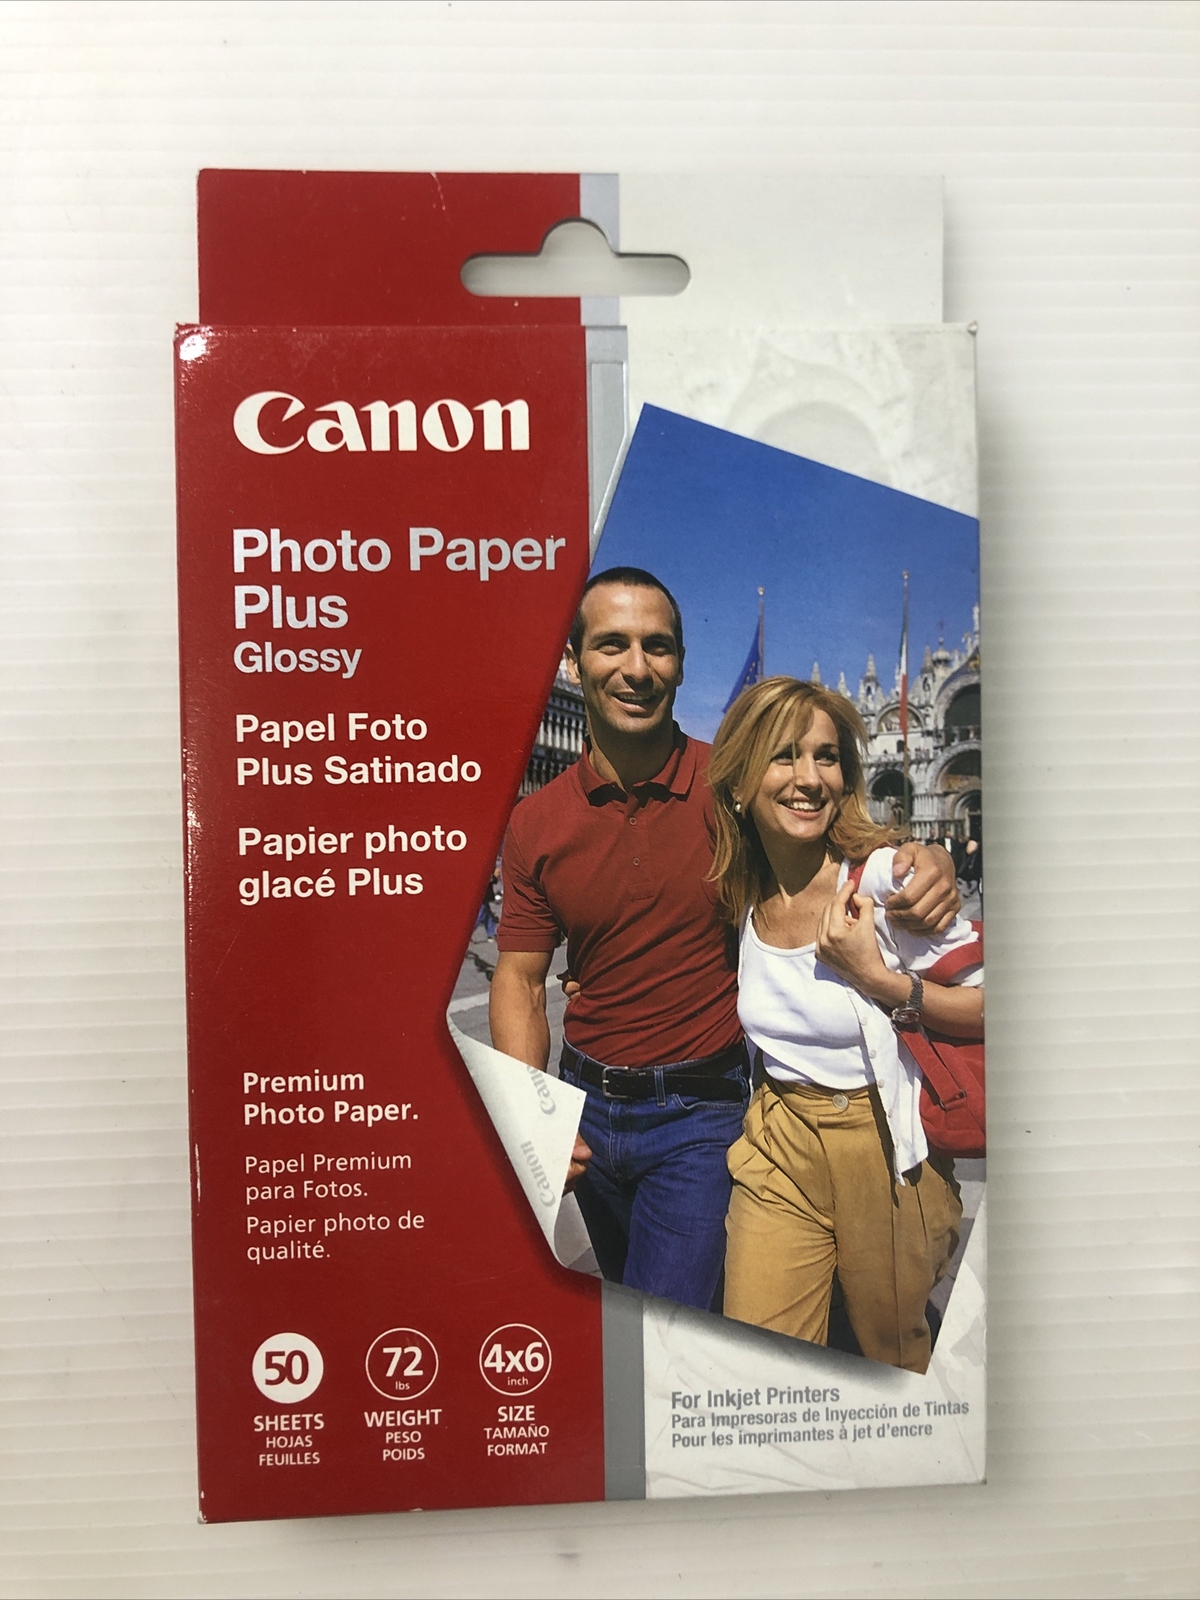 Canon
Photo Paper
Plus
Glossy
Papel Foto
Plus Satinado
Papier photo
glacé Plus
Premium
Photo Paper.
Papel Premium
para Fotos.
Papier photo de
qualité.
Canon
Canon
50
SHEETS
HOJAS
FEUILLES
72
lbs
WEIGHT
PESO
POIDS
4x6
inch
SIZE
TAMAÑO
FORMAT
For Inkjet Printers
Para Impresoras de Inyección de Tintas
Pour les imprimantes à jet d'encre